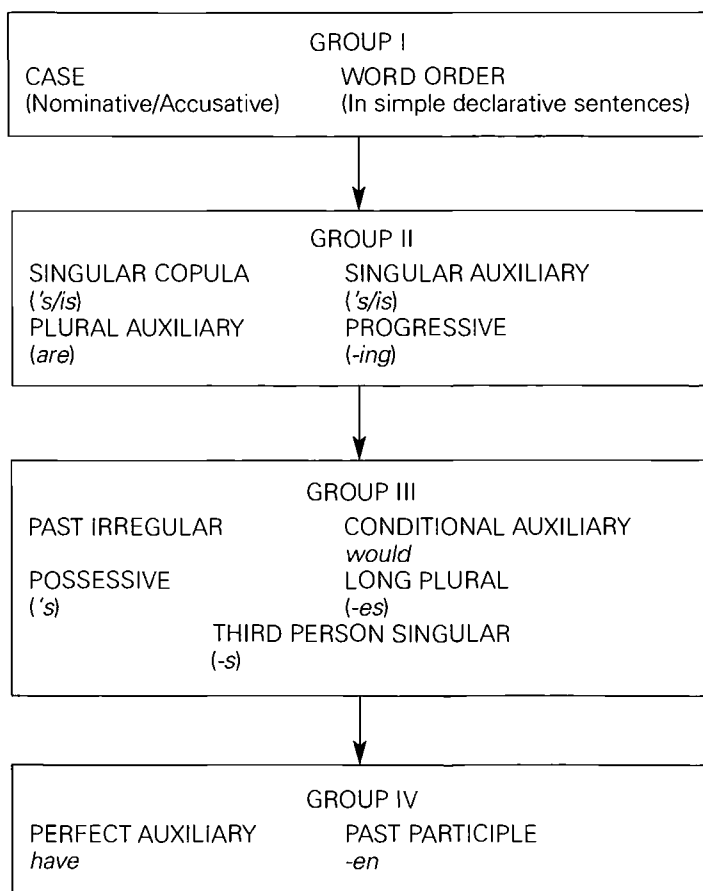 GROUP I
CASE WORD ORDER
(Nominative/Accusative) (In simple declarative sentences)
GROUP II
SINGULAR COPULA SINGULAR AUXILIARY
('s/is) ('s/is)
PLURAL AUXILIARY PROGRESSIVE
(are) (-ing)
GROUP III
PAST IRREGULAR CONDITIONAL AUXILIARY
would
POSSESSIVE LONG PLURAL
('s) (-es)
THIRD PERSON SINGULAR
(-s)
GROUP IV
PERFECT AUXILIARY PAST PARTICIPLE
have -en